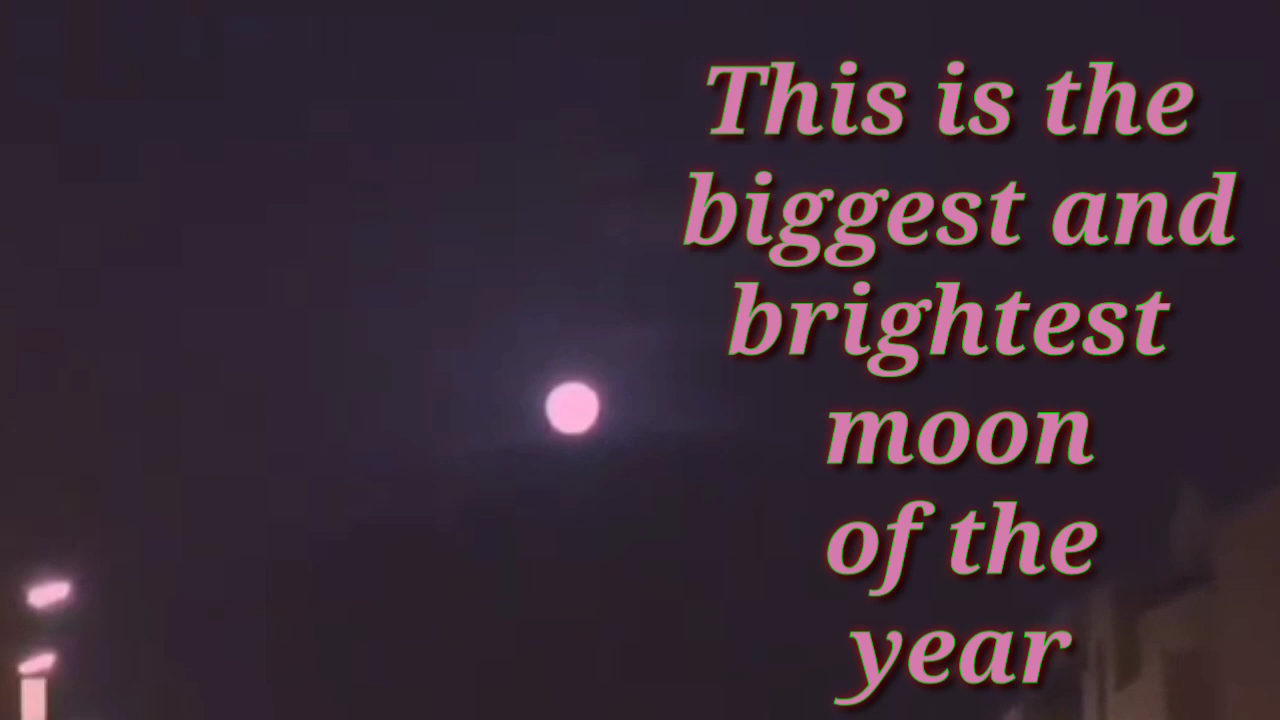 This is the
biggest and
brightest
moon
of the
year